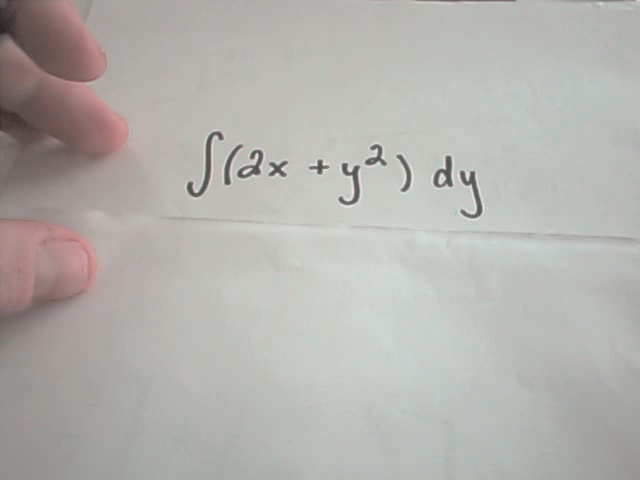 ∫(2x + y²) dy